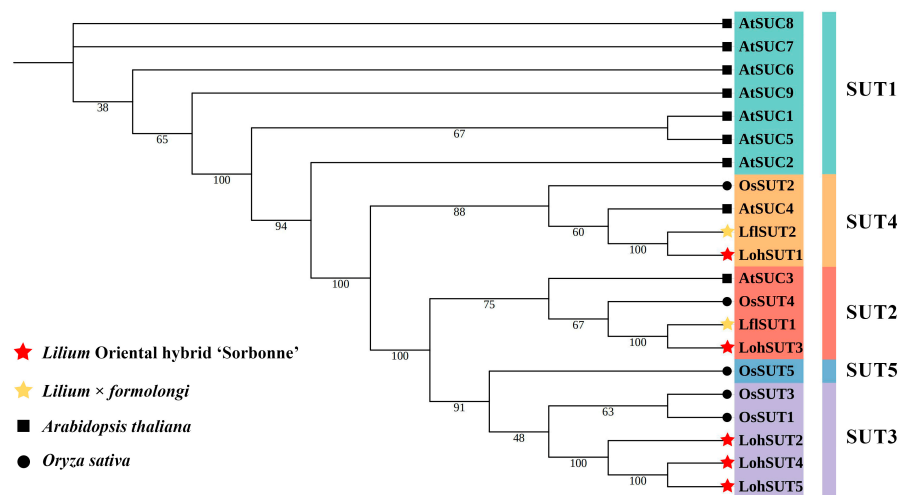 AtSUC8
AtSUC7
AtSUC6
38
AtSUC9
SUT1
65
AtSUC1
67
AtSUC5
AtSUC2
100
OsSUT2
88
AtSUC4
94
LflSUT2
SUT4
60
LohSUT1
100
AtSUC3
100
OsSUT4
75
LflSUT1
SUT2
67
LohSUT3
100
100
OsSUT5
SUT5
OsSUT3
91
63
OsSUT1
48
LohSUT2
SUT3
100
LohSUT4
LohSUT5
100
Lilium Oriental hybrid ‘Sorbonne’
Lilium × formolongi
Arabidopsis thaliana
Oryza sativa